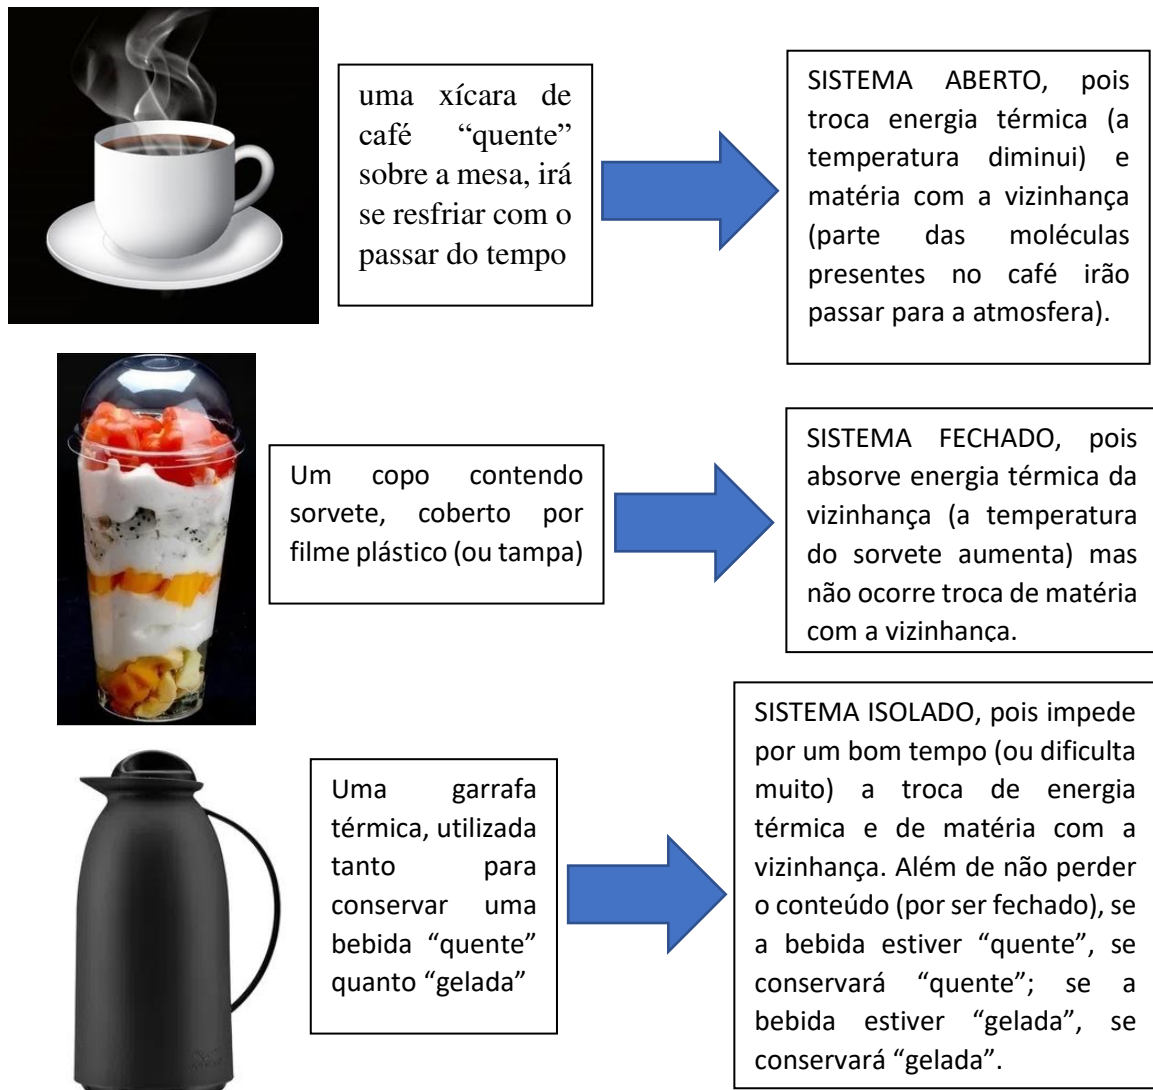 uma xícara de
café “quente”
sobre a mesa, irá
se resfriar com o
passar do tempo
SISTEMA ABERTO, pois
troca energia térmica (a
temperatura diminui) e
matéria com a vizinhança
(parte das moléculas
presentes no café irão
passar para a atmosfera).
Um copo contendo
sorvete, coberto por
filme plástico (ou tampa)
SISTEMA FECHADO, pois
absorve energia térmica da
vizinhança (a temperatura
do sorvete aumenta) mas
não ocorre troca de matéria
com a vizinhança.
Uma garrafa
térmica, utilizada
tanto para
conservar uma
bebida “quente”
quanto “gelada”
SISTEMA ISOLADO, pois impede
por um bom tempo (ou dificulta
muito) a troca de energia
térmica e de matéria com a
vizinhança. Além de não perder
o conteúdo (por ser fechado), se
a bebida estiver “quente”, se
conservará “quente”; se a
bebida estiver “gelada”, se
conservará “gelada”.